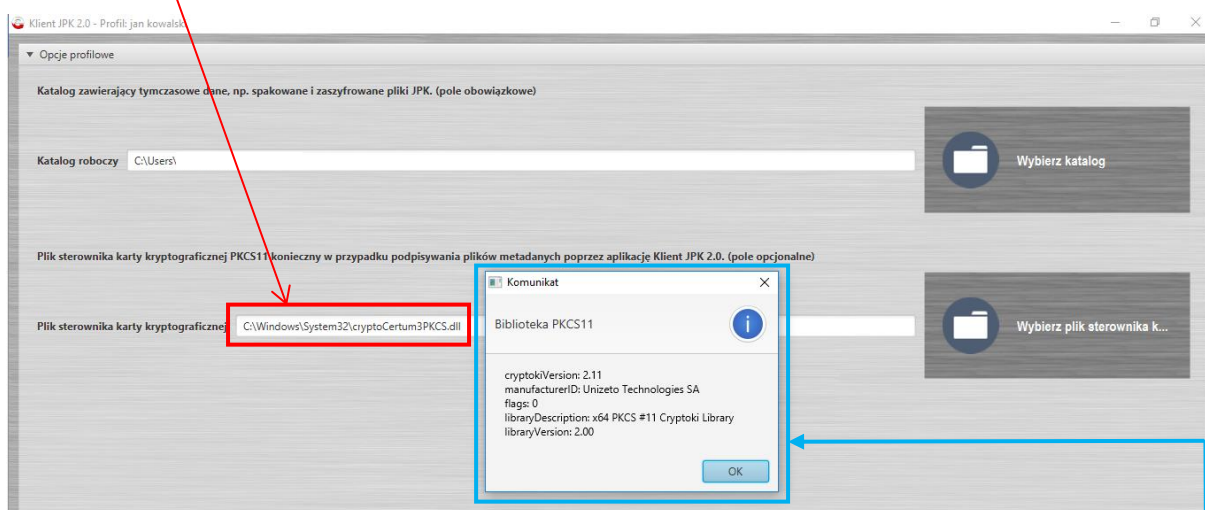 Klient JPK 2.0 - Profil: jan kowalsk
Opcje profilowe
Katalog zawierający tymczasowe dane, np. spakowane i zaszyfrowane pliki JPK. (pole obowiązkowe)
Katalog roboczy C:\Users\
Wybierz katalog
Plik sterownika karty kryptograficznej PKCS11 konieczny w przypadku podpisywania plików metadanych poprzez aplikację Klient JPK 2.0. (pole opcjonalne)
Plik sterownika karty kryptograficznej C:\Windows\System32\cryptoCertum3PKCS.dll
Wybierz plik sterownika k...
Komunikat
Biblioteka PKCS11
cryptokiVersion: 2.11
manufacturerID: Unizeto Technologies SA
flags: 0
libraryDescription: x64 PKCS #11 Cryptoki Library
libraryVersion: 2.00
OK